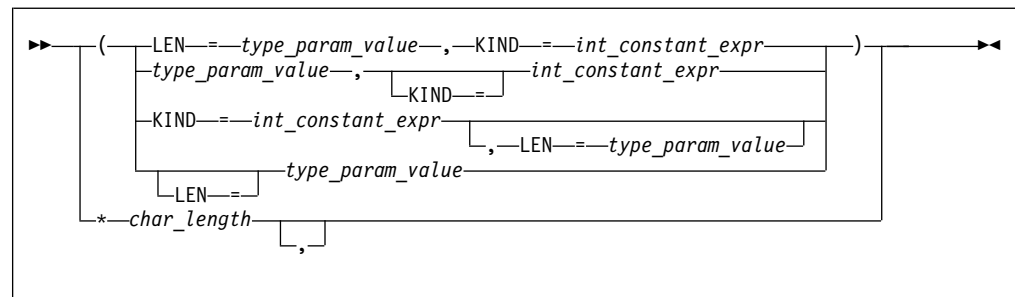 ( LEN = type_param_value , KIND = int_constant_expr )
type_param_value , int_constant_expr
KIND =
KIND = int_constant_expr
, LEN = type_param_value
type_param_value
LEN =
* char_length
,